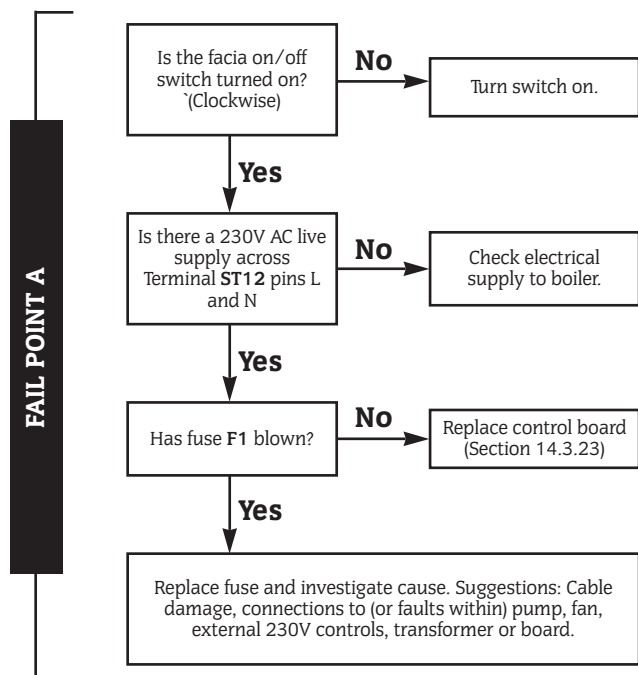 FAIL POINT A
Is the facia on/off
switch turned on?
`(Clockwise)
No
Turn switch on.
Yes
Is there a 230V AC live
supply across
Terminal ST12 pins L
and N
No
Check electrical
supply to boiler.
Yes
Has fuse F1 blown?
No
Replace control board
(Section 14.3.23)
Yes
Replace fuse and investigate cause. Suggestions: Cable
damage, connections to (or faults within) pump, fan,
external 230V controls, transformer or board.